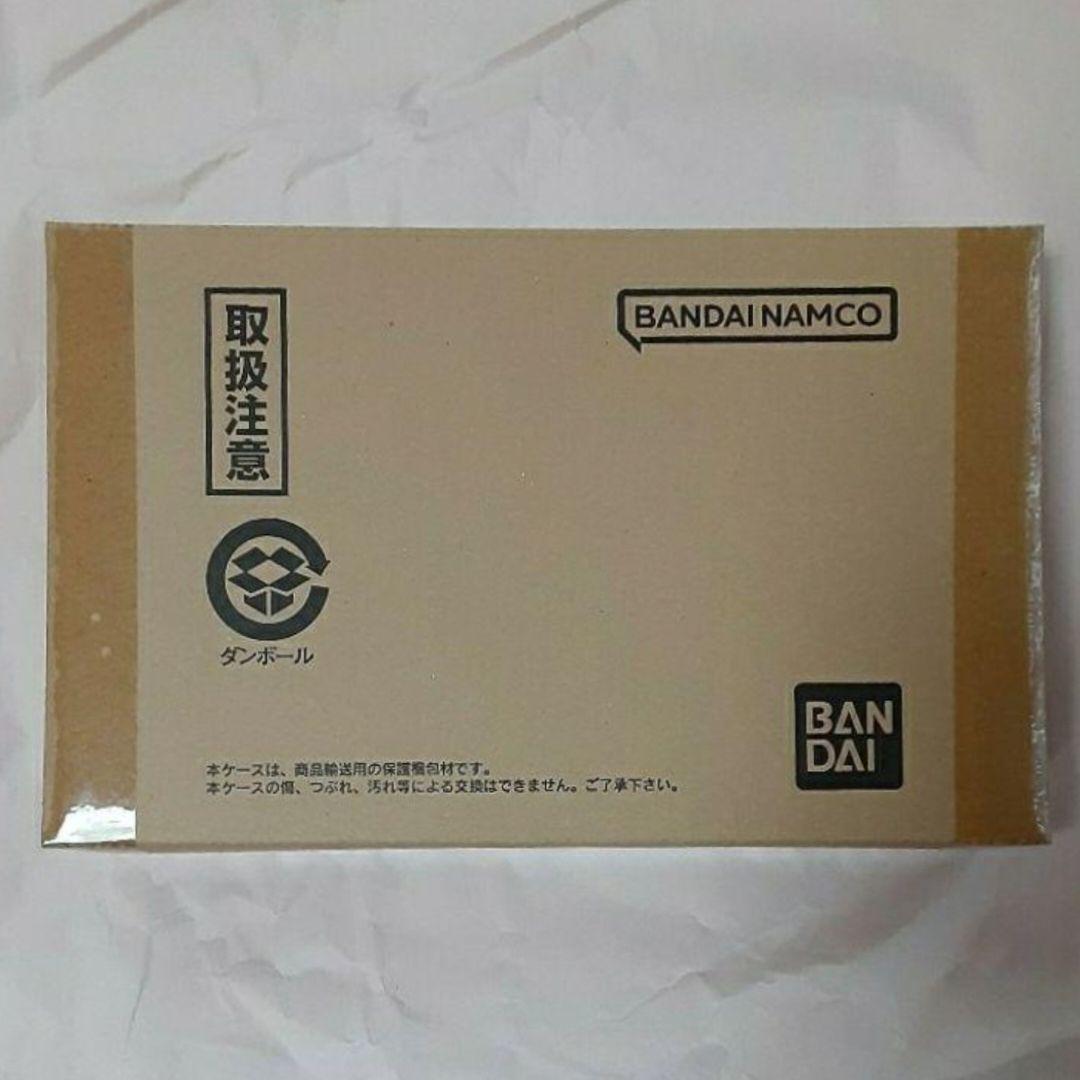 取扱注意
BANDAI NAMCO
ダンボール
BAN
DAI
本ケースは、商品輸送用の保護梱包材です。
本ケースの傷、つぶれ、汚れ等による交換はできません。ご了承下さい。